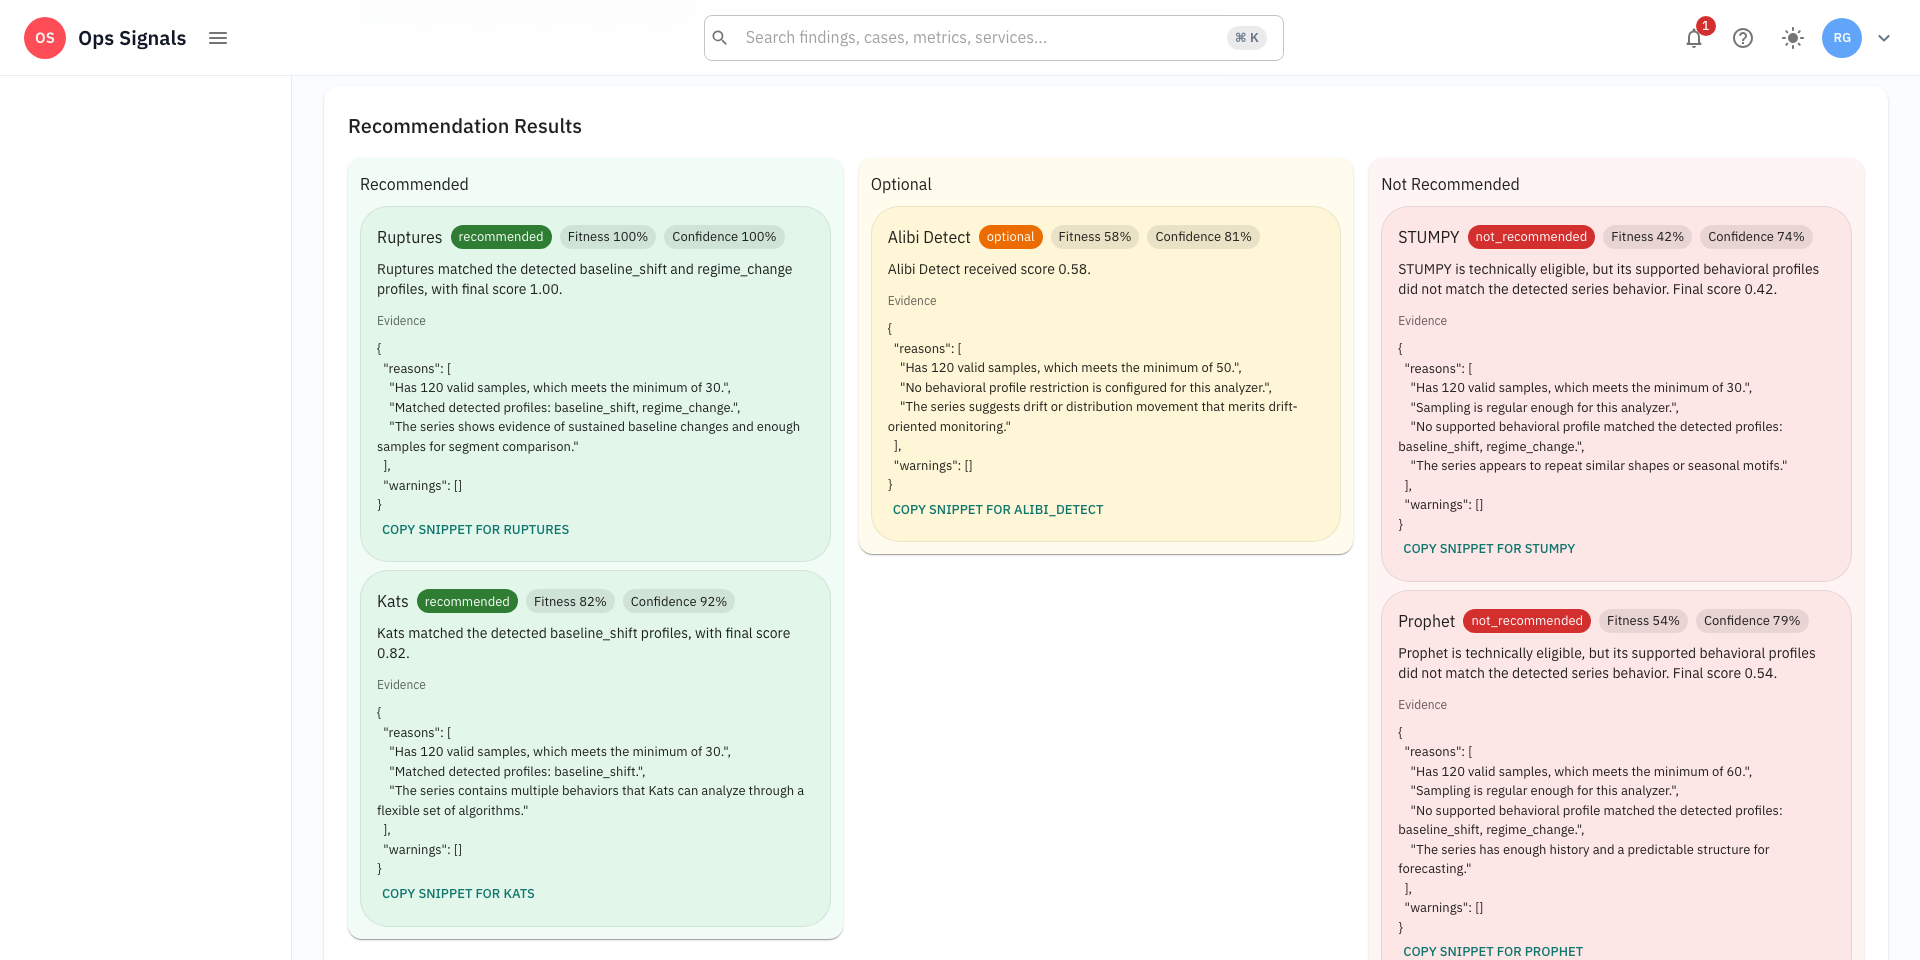 OS Ops Signals
Search findings, cases, metrics, services... ⌘ K
1
RG
Recommendation Results
Recommended
Ruptures recommended Fitness 100% Confidence 100%
Ruptures matched the detected baseline_shift and regime_change
profiles, with final score 1.00.
Evidence
{
"reasons": [
"Has 120 valid samples, which meets the minimum of 30.",
"Matched detected profiles: baseline_shift, regime_change.",
"The series shows evidence of sustained baseline changes and enough
samples for segment comparison."
],
"warnings": []
}
COPY SNIPPET FOR RUPTURES
Kats recommended Fitness 82% Confidence 92%
Kats matched the detected baseline_shift profiles, with final score
0.82.
Evidence
{
"reasons": [
"Has 120 valid samples, which meets the minimum of 30.",
"Matched detected profiles: baseline_shift.",
"The series contains multiple behaviors that Kats can analyze through a
flexible set of algorithms."
],
"warnings": []
}
COPY SNIPPET FOR KATS
Optional
Alibi Detect optional Fitness 58% Confidence 81%
Alibi Detect received score 0.58.
Evidence
{
"reasons": [
"Has 120 valid samples, which meets the minimum of 50.",
"No behavioral profile restriction is configured for this analyzer.",
"The series suggests drift or distribution movement that merits drift-
oriented monitoring."
],
"warnings": []
}
COPY SNIPPET FOR ALIBI_DETECT
Not Recommended
STUMPY not_recommended Fitness 42% Confidence 74%
STUMPY is technically eligible, but its supported behavioral profiles
did not match the detected series behavior. Final score 0.42.
Evidence
{
"reasons": [
"Has 120 valid samples, which meets the minimum of 30.",
"Sampling is regular enough for this analyzer.",
"No supported behavioral profile matched the detected profiles:
baseline_shift, regime_change.",
"The series appears to repeat similar shapes or seasonal motifs."
],
"warnings": []
}
COPY SNIPPET FOR STUMPY
Prophet not_recommended Fitness 54% Confidence 79%
Prophet is technically eligible, but its supported behavioral profiles
did not match the detected series behavior. Final score 0.54.
Evidence
{
"reasons": [
"Has 120 valid samples, which meets the minimum of 60.",
"Sampling is regular enough for this analyzer.",
"No supported behavioral profile matched the detected profiles:
baseline_shift, regime_change.",
"The series has enough history and a predictable structure for
forecasting."
],
"warnings": []
}
COPY SNIPPET FOR PROPHET